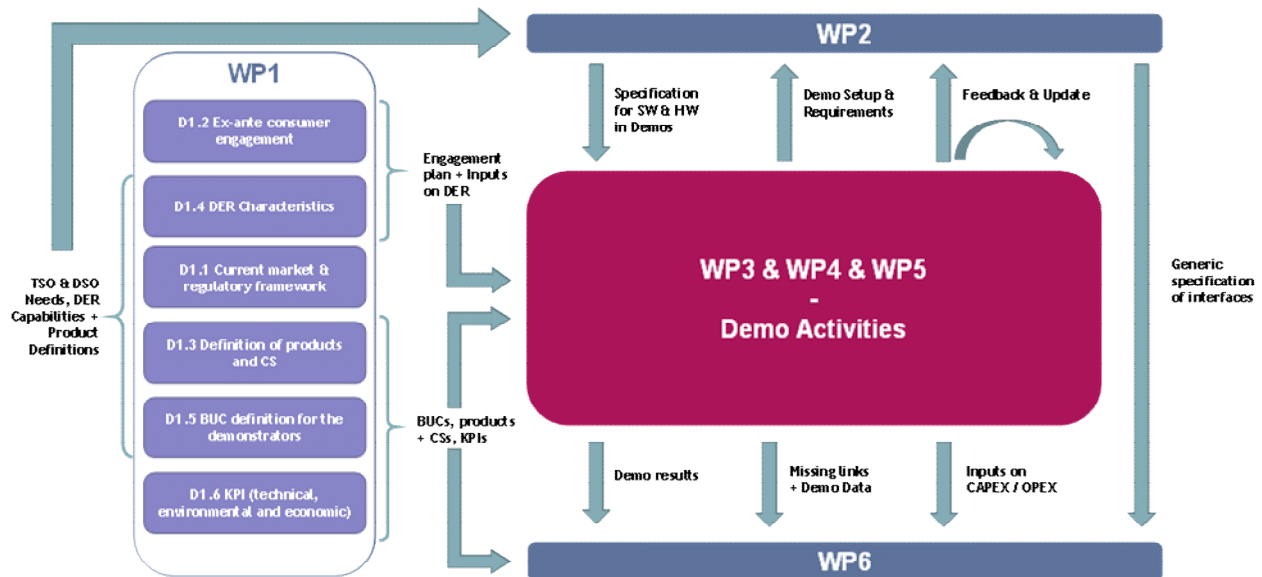 WP2
WP1
D1.2 Ex-ante consumer
engagement
D1.4 DER Characteristics
D1.1 Current market &
regulatory framework
D1.3 Definition of products
and CS
D1.5 BUC definition for the
demonstrators
D1.6 KPI (technical,
environmental and economic)
TSO & DSO
Needs, DER
Capabilities +
Product
Definitions
Engagement
plan + Inputs
on DER
BUCs, products
+ CSs, KPIs
Specification
for SW & HW
in Demos
Demo Setup &
Requirements
Feedback & Update
WP3 & WP4 & WP5
-
Demo Activities
Generic
specification
of interfaces
Demo results
Missing links
+ Demo Data
Inputs on
CAPEX / OPEX
WP6